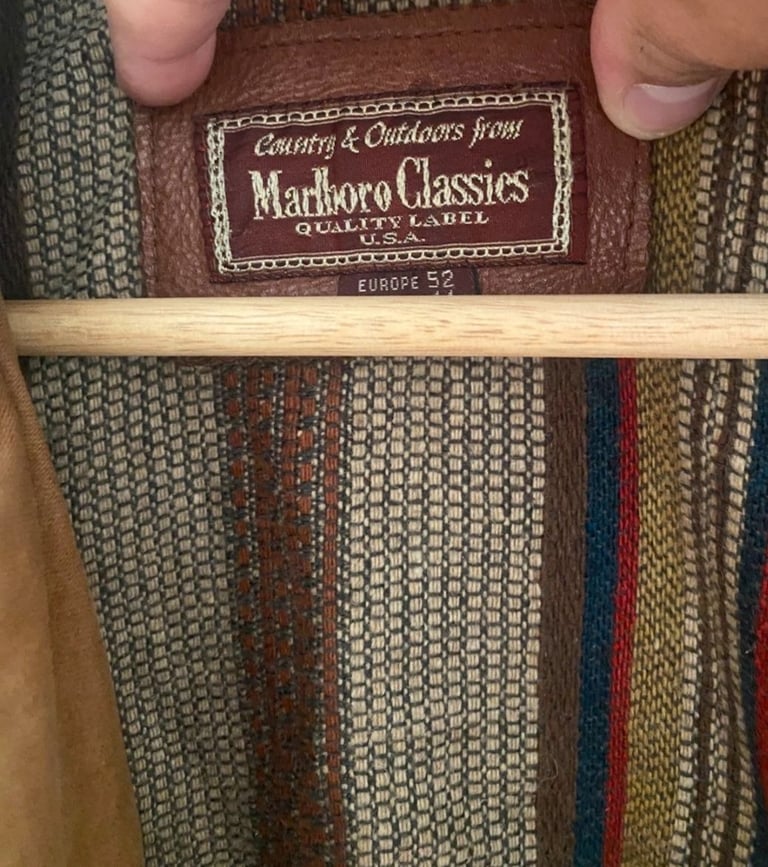 Country & Outdoors from
Marlboro Classics
QUALITY LABEL
U.S.A.
EUROPE 52